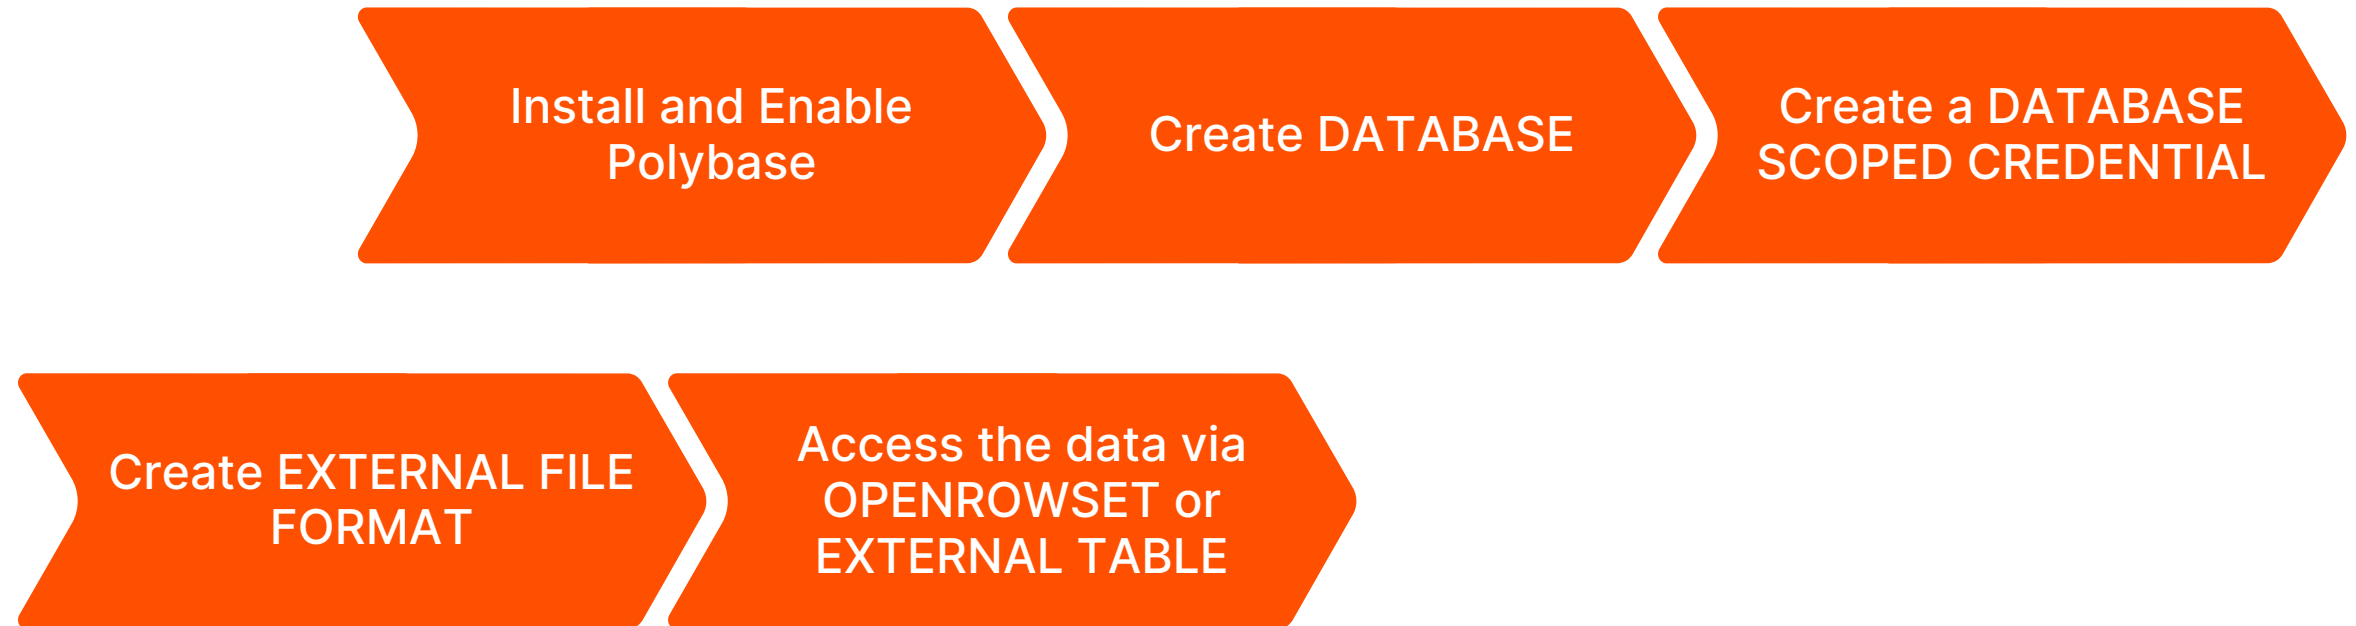 Install and Enable
Polybase
Create DATABASE
Create a DATABASE
SCOPED CREDENTIAL
Create EXTERNAL FILE
FORMAT
Access the data via
OPENROWSET or
EXTERNAL TABLE